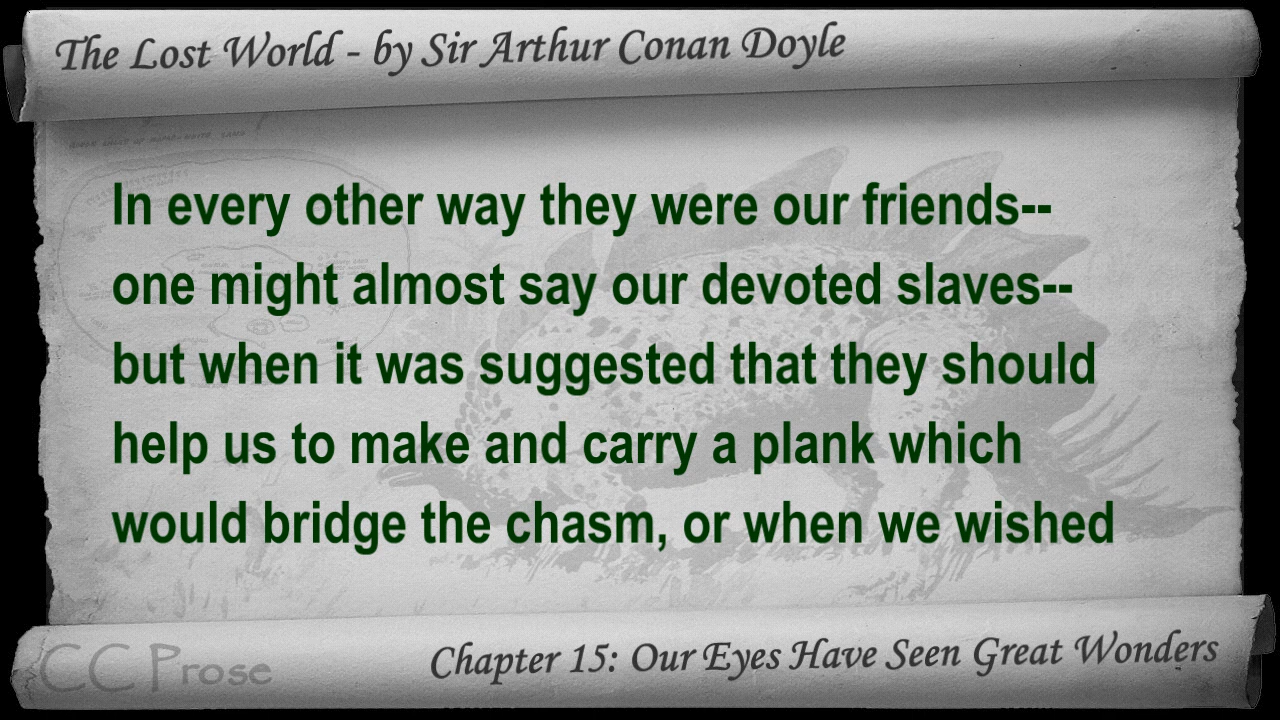 The Lost World - by Sir Arthur Conan Doyle
In every other way they were our friends--
one might almost say our devoted slaves--
but when it was suggested that they should
help us to make and carry a plank which
would bridge the chasm, or when we wished
CC Prose
Chapter 15: Our Eyes Have Seen Great Wonders